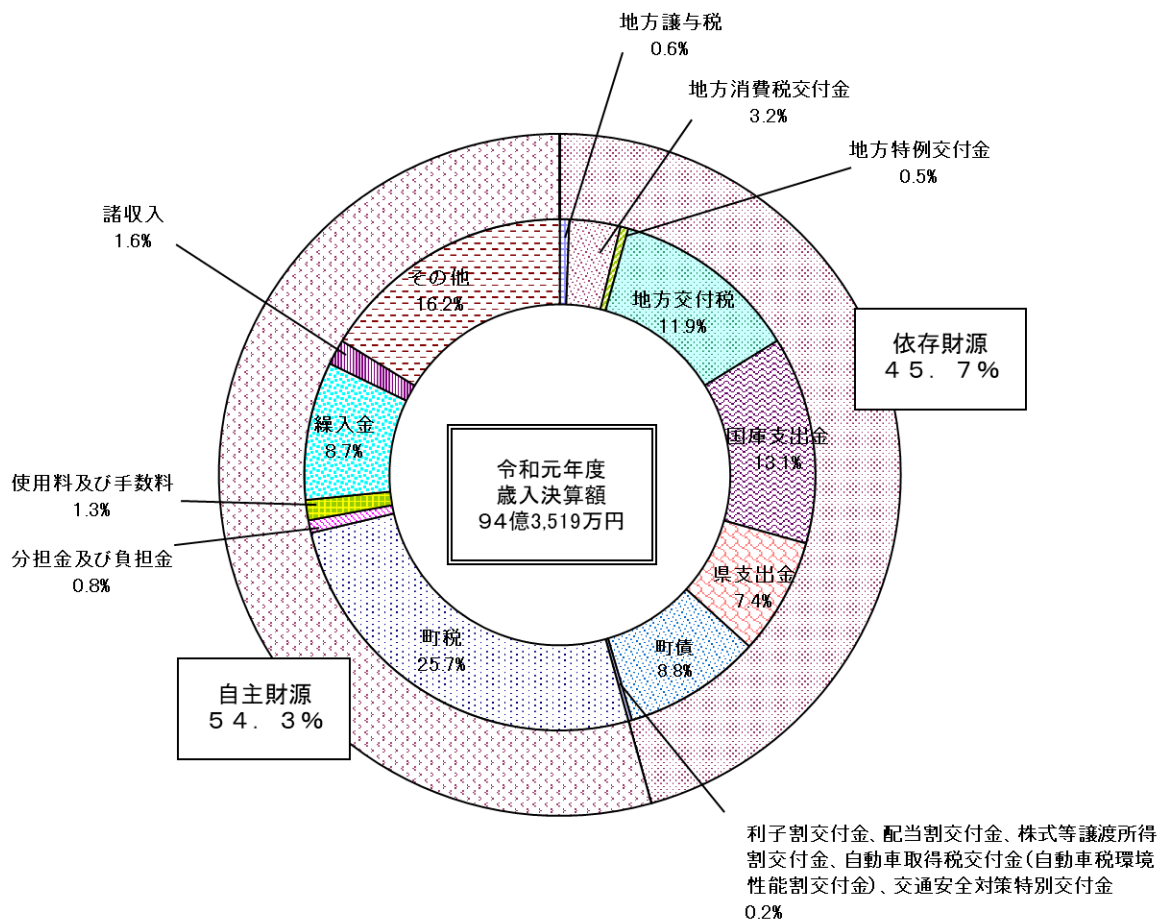 地方譲与税
0.6%
地方消費税交付金
3.2%
地方特例交付金
0.5%
地方交付税
11.9%
依存財源
４５．７％
国庫支出金
13.1%
県支出金
7.4%
町債
8.8%
利子割交付金、配当割交付金、株式等譲渡所得
割交付金、自動車取得税交付金（自動車税環境
性能割交付金）、交通安全対策特別交付金
0.2%
町税
25.7%
自主財源
５４．３％
分担金及び負担金
0.8%
使用料及び手数料
1.3%
繰入金
8.7%
諸収入
1.6%
その他
16.2%
令和元年度
歳入決算額
９４億3,519万円